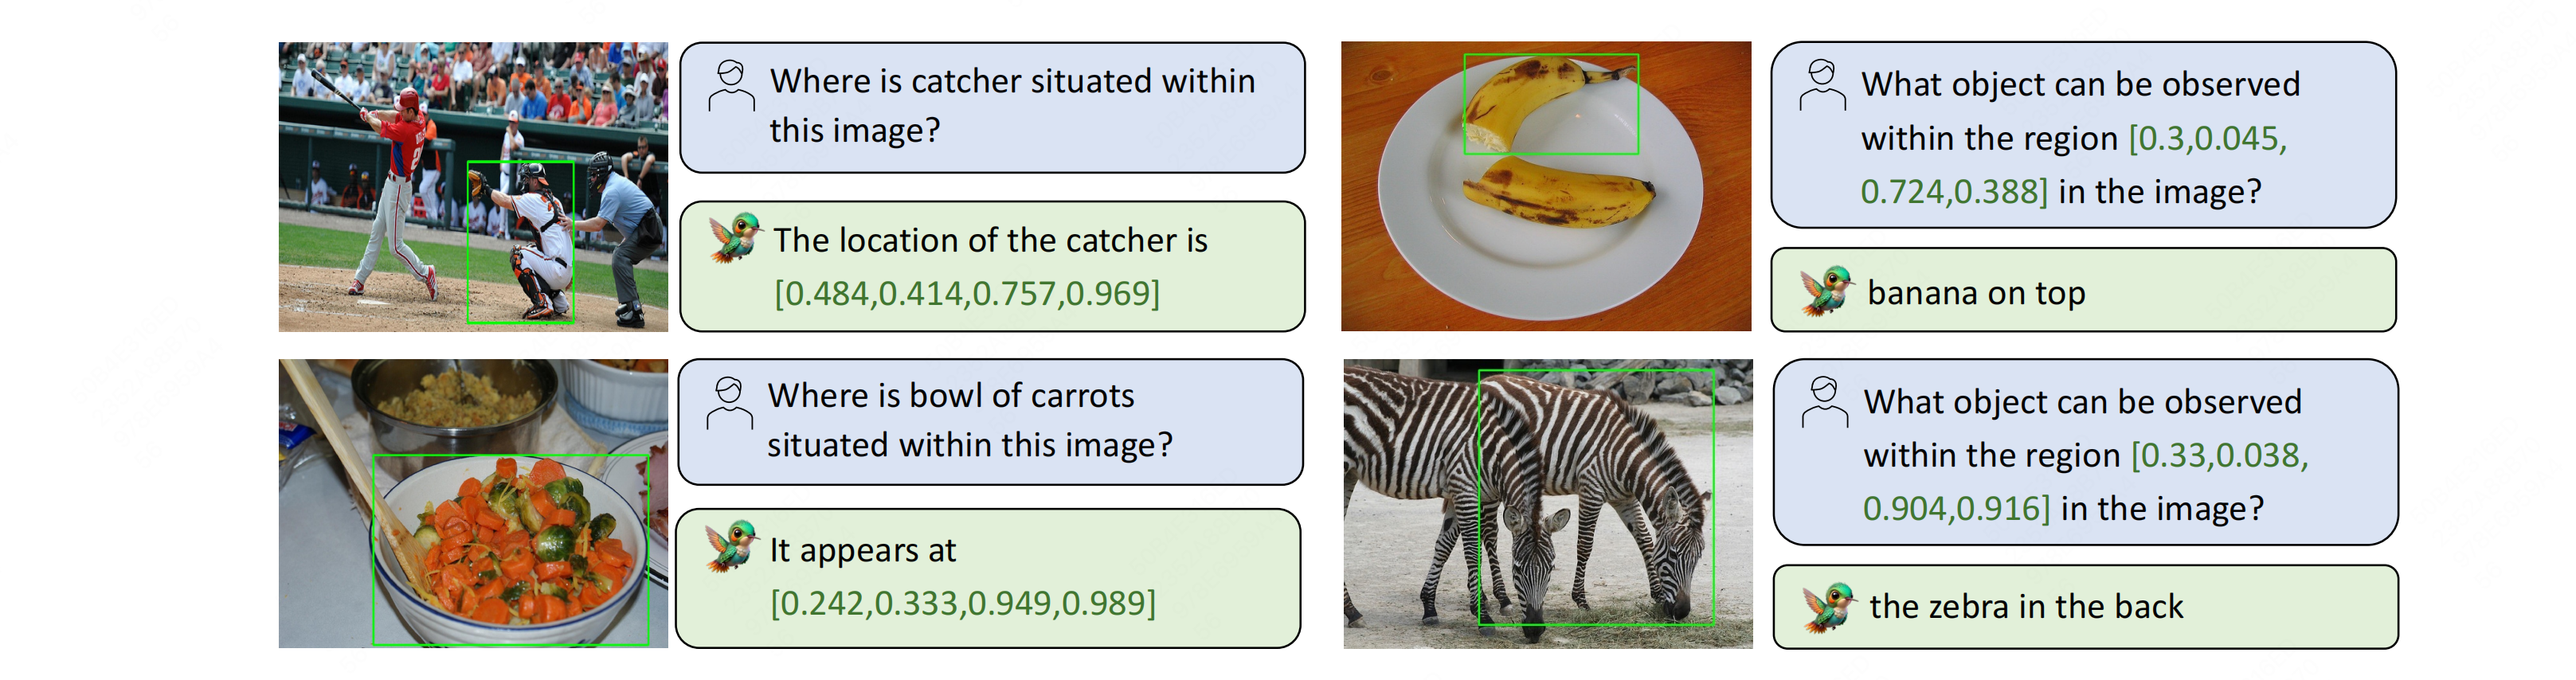 Where is catcher situated within
this image?
The location of the catcher is
[0.484,0.414,0.757,0.969]
What object can be observed
within the region [0.3,0.045,
0.724,0.388] in the image?
banana on top
Where is bowl of carrots
situated within this image?
It appears at
[0.242,0.333,0.949,0.989]
What object can be observed
within the region [0.33,0.038,
0.904,0.916] in the image?
the zebra in the back